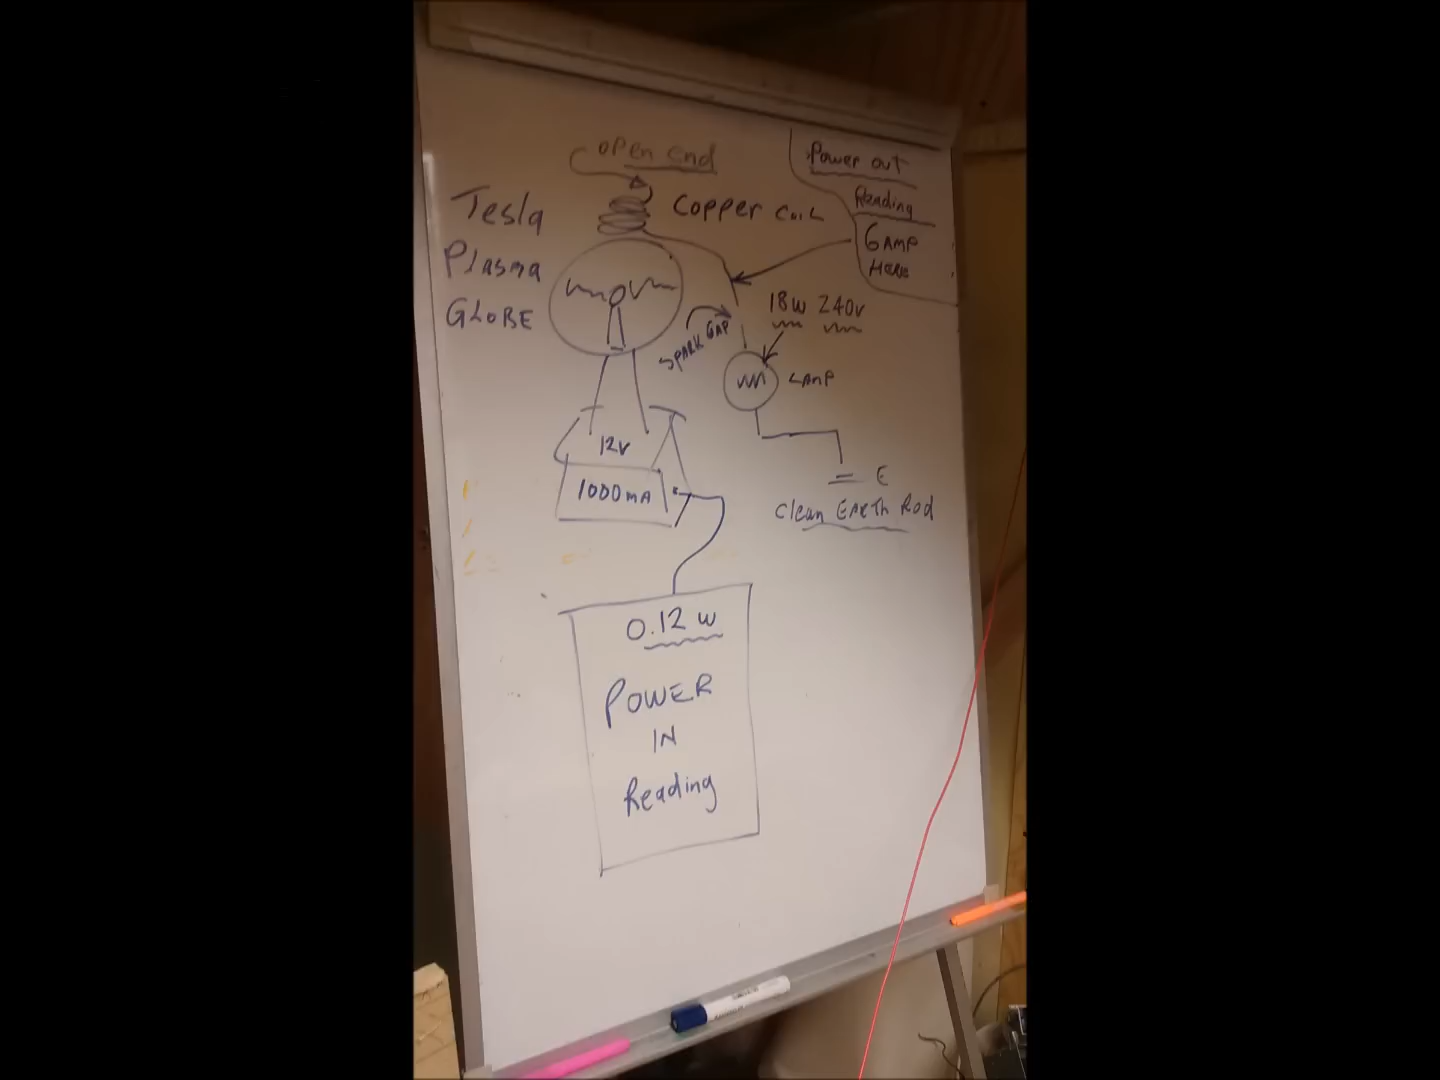 open end
Power out
Reading
6 AMP
Here
Tesla
Plasma
GLOBE
Copper coil
18w 240v
SPARK GAP
LAMP
12v
1000mA
E
Clean EARTH Rod
0.12 w
POWER
IN
Reading